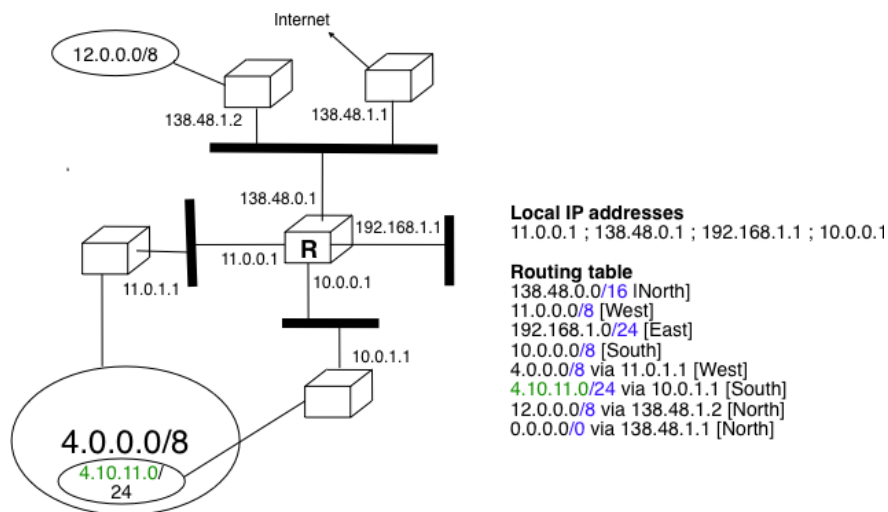 Internet
12.0.0.0/8
138.48.1.2
138.48.1.1
138.48.0.1
192.168.1.1
R
11.0.0.1
11.0.1.1
10.0.0.1
10.0.1.1
4.0.0.0/8
4.10.11.0/
24
Local IP addresses
11.0.0.1 ; 138.48.0.1 ; 192.168.1.1 ; 10.0.0.1
Routing table
138.48.0.0/16 [North]
11.0.0.0/8 [West]
192.168.1.0/24 [East]
10.0.0.0/8 [South]
4.0.0.0/8 via 11.0.1.1 [West]
4.10.11.0/24 via 10.0.1.1 [South]
12.0.0.0/8 via 138.48.1.2 [North]
0.0.0.0/0 via 138.48.1.1 [North]